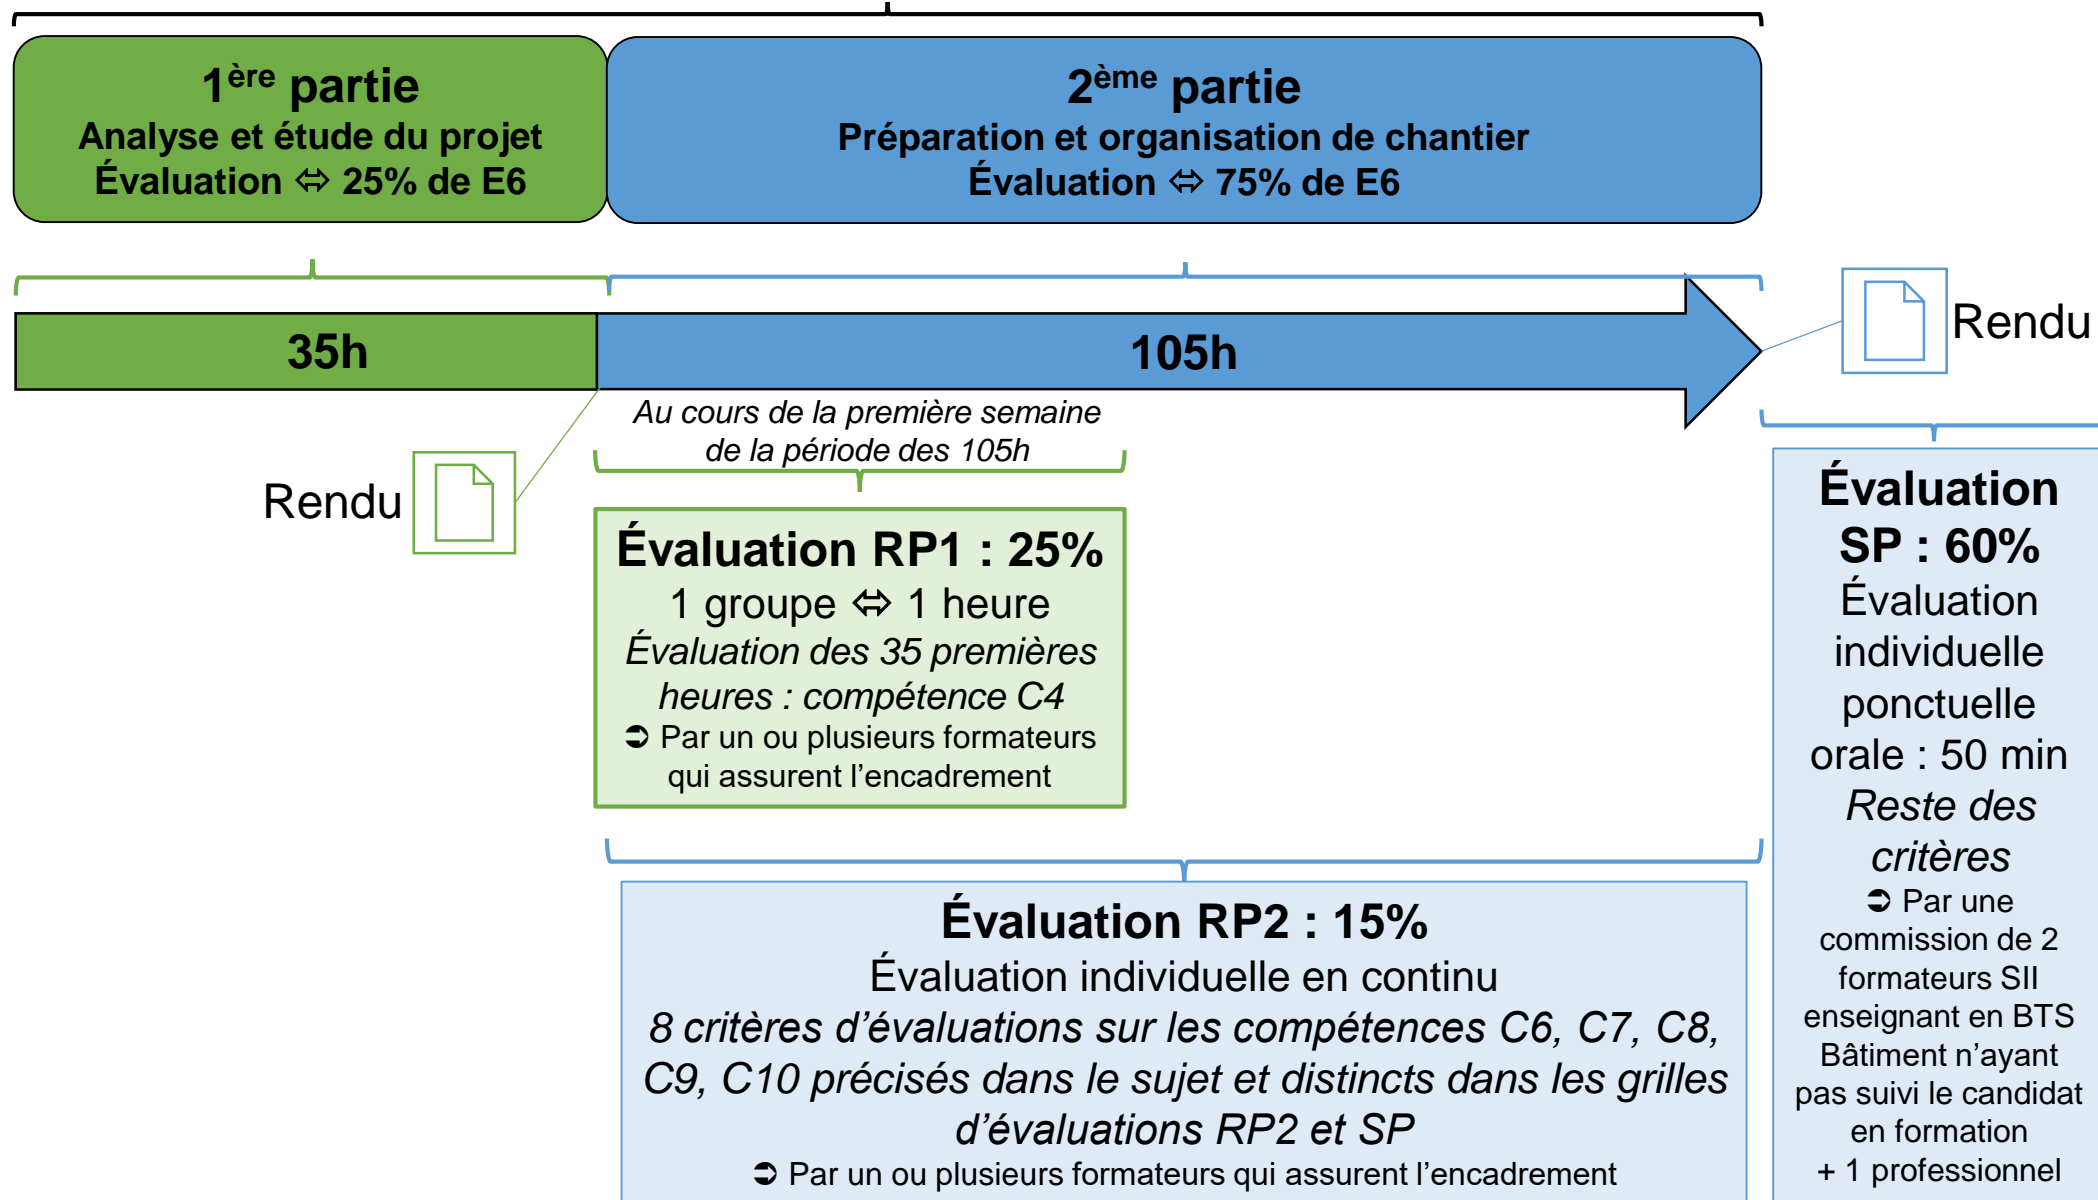 1ère partie
Analyse et étude du projet
Évaluation ⇔ 25% de E6
2ème partie
Préparation et organisation de chantier
Évaluation ⇔ 75% de E6
35h
105h
Rendu
Au cours de la première semaine
de la période des 105h
Rendu
Évaluation RP1 : 25%
1 groupe ⇔ 1 heure
Évaluation des 35 premières
heures : compétence C4
➲ Par un ou plusieurs formateurs
qui assurent l’encadrement
Évaluation
SP : 60%
Évaluation
individuelle
ponctuelle
orale : 50 min
Reste des
critères
➲ Par une
commission de 2
formateurs SII
enseignant en BTS
Bâtiment n’ayant
pas suivi le candidat
en formation
+ 1 professionnel
Évaluation RP2 : 15%
Évaluation individuelle en continu
8 critères d’évaluations sur les compétences C6, C7, C8,
C9, C10 précisés dans le sujet et distincts dans les grilles
d’évaluations RP2 et SP
➲ Par un ou plusieurs formateurs qui assurent l’encadrement